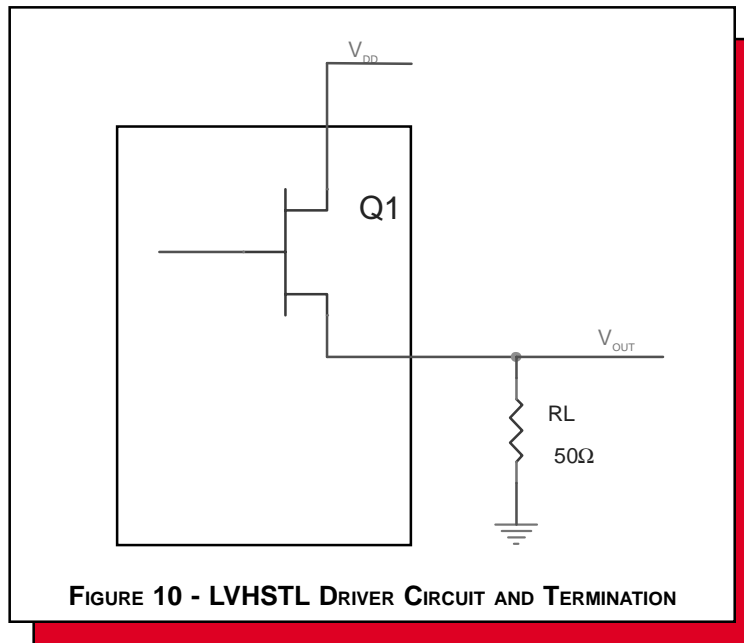 VDD
Q1
VOUT
RL
50Ω
FIGURE 10 - LVHSTL DRIVER CIRCUIT AND TERMINATION